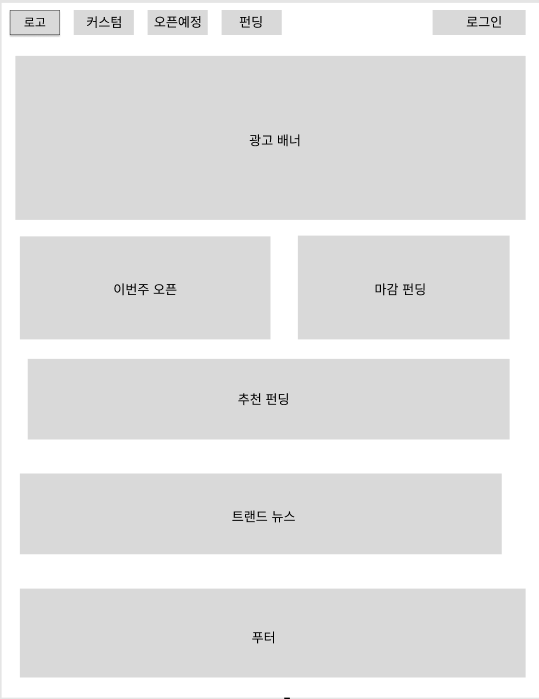 로고
커스텀
오픈예정
펀딩
로그인
광고 배너
이번주 오픈
마감 펀딩
추천 펀딩
트랜드 뉴스
푸터